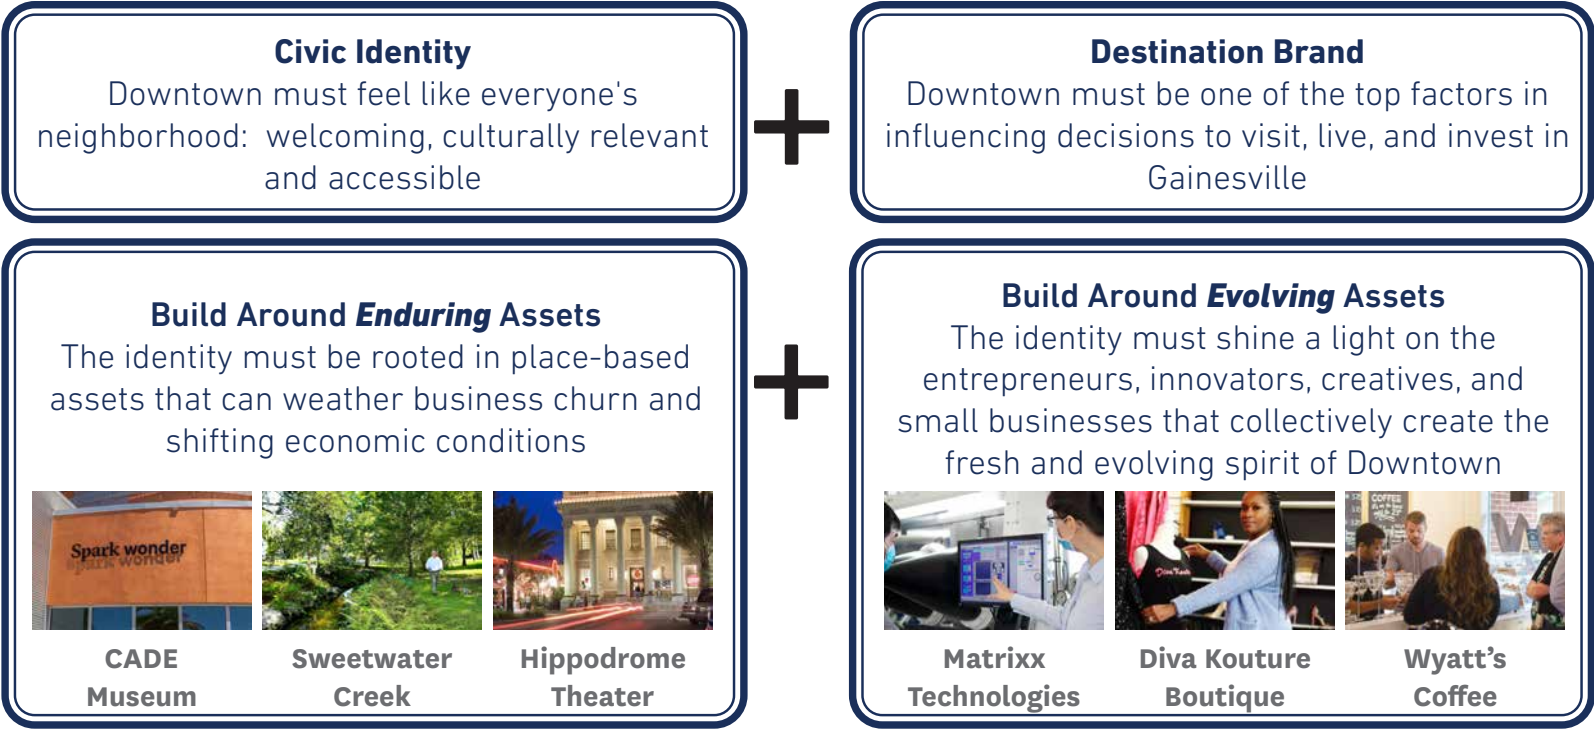 Civic Identity
Downtown must feel like everyone's
neighborhood:  welcoming, culturally relevant
and accessible
Destination Brand
Downtown must be one of the top factors in
influencing decisions to visit, live, and invest in
Gainesville
Build Around Enduring Assets
The identity must be rooted in place-based
assets that can weather business churn and
shifting economic conditions
Spark wonder
spark wonder
CADE
Museum
Sweetwater
Creek
Hippodrome
Theater
Build Around Evolving Assets
The identity must shine a light on the
entrepreneurs, innovators, creatives, and
small businesses that collectively create the
fresh and evolving spirit of Downtown
COFFEE
Matrixx
Technologies
Diva Kouture
Boutique
Wyatt’s
Coffee